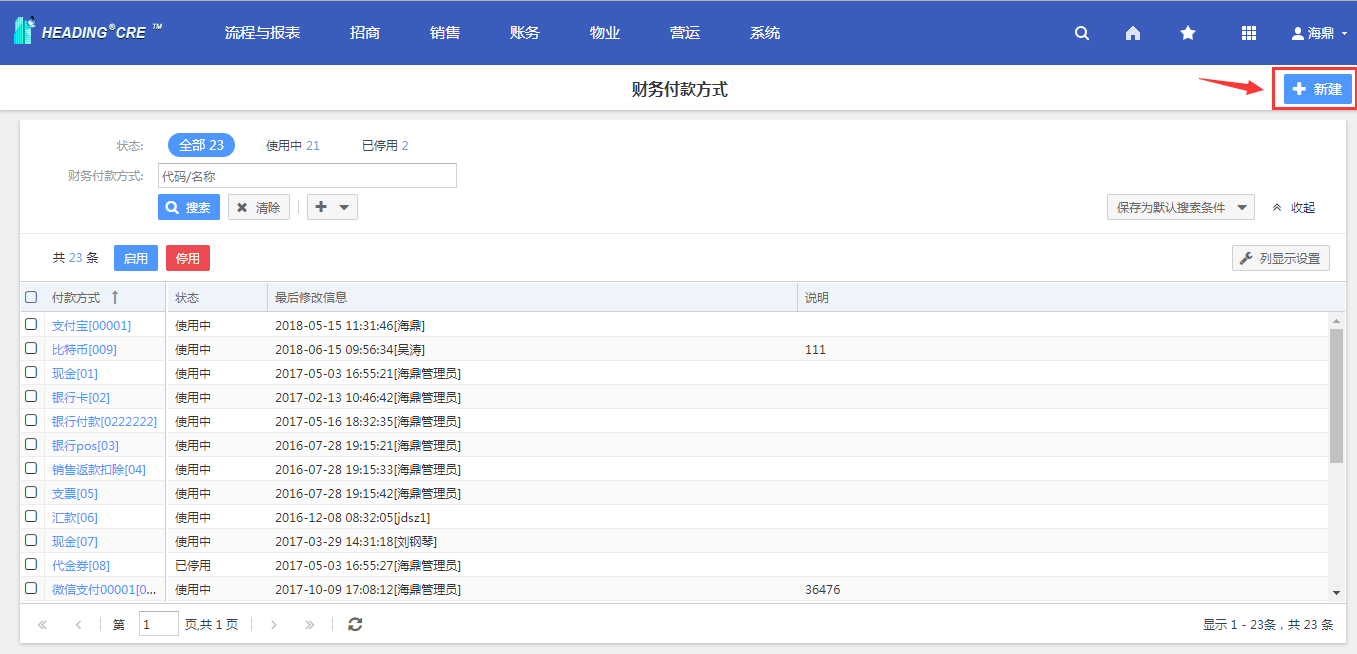 HEADING®CRE ™ 流程与报表 招商 销售 账务 物业 营运 系统 海鼎
财务付款方式 新建
状态: 全部 23 使用中 21 已停用 2
财务付款方式: 代码/名称
搜索 清除 保存为默认搜索条件 收起
共 23 条 启用 停用 列显示设置
付款方式 ↑ 状态 最后修改信息 说明
支付宝[00001] 使用中 2018-05-15 11:31:46[海鼎]
比特币[009] 使用中 2018-06-15 09:56:34[吴涛] 111
现金[01] 使用中 2017-05-03 16:55:21[海鼎管理员]
银行卡[02] 使用中 2017-02-13 10:46:42[海鼎管理员]
银行付款[0222222] 使用中 2017-05-16 18:32:35[海鼎管理员]
银行pos[03] 使用中 2016-07-28 19:15:21[海鼎管理员]
销售返款扣除[04] 使用中 2016-07-28 19:15:33[海鼎管理员]
支票[05] 使用中 2016-07-28 19:15:42[海鼎管理员]
汇款[06] 使用中 2016-12-08 08:32:05[jdsz1]
现金[07] 使用中 2017-03-29 14:31:18[刘钢琴]
代金券[08] 已停用 2017-05-03 16:55:27[海鼎管理员]
微信支付00001[0... 使用中 2017-10-09 17:08:12[海鼎管理员] 36476
« ‹ 第 1 页,共 1 页 › » 显示 1 - 23条，共 23 条